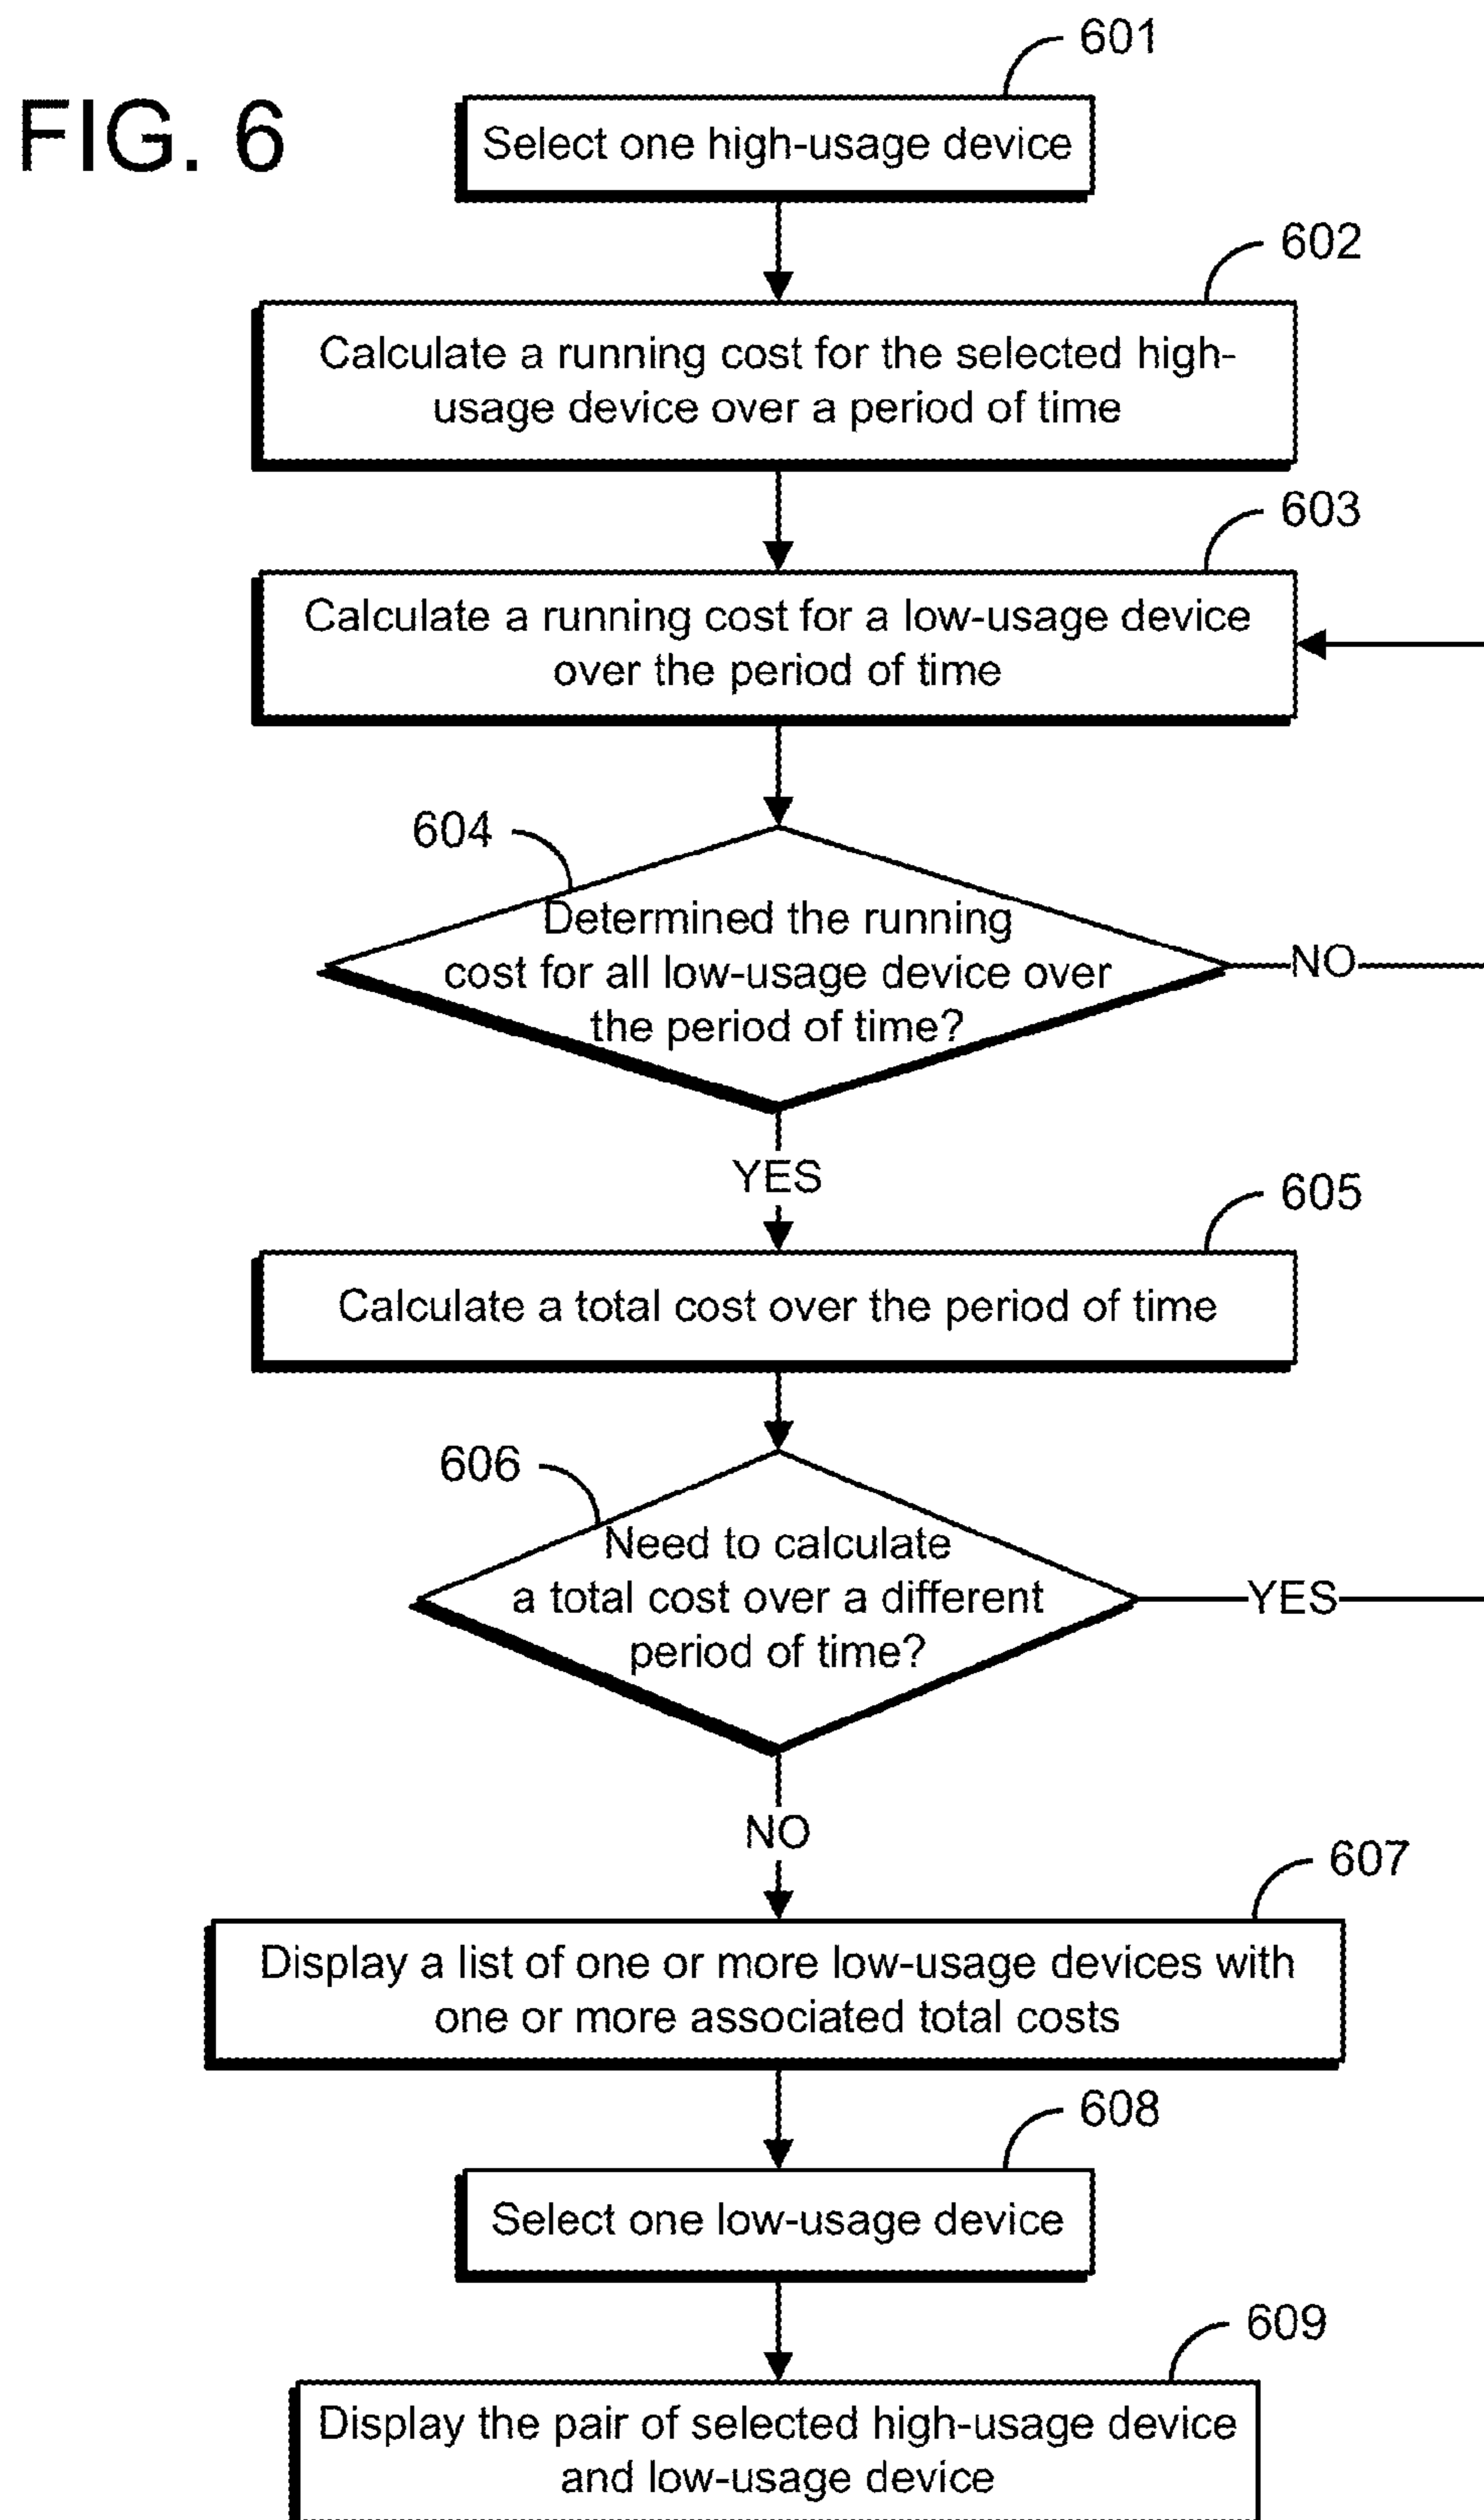 FIG. 6
601
Select one high-usage device
602
Calculate a running cost for the selected high-
usage device over a period of time
603
Calculate a running cost for a low-usage device
over the period of time
604
Determined the running
cost for all low-usage device over
the period of time?
NO
YES
605
Calculate a total cost over the period of time
606
Need to calculate
a total cost over a different
period of time?
YES
NO
607
Display a list of one or more low-usage devices with
one or more associated total costs
608
Select one low-usage device
609
Display the pair of selected high-usage device
and low-usage device